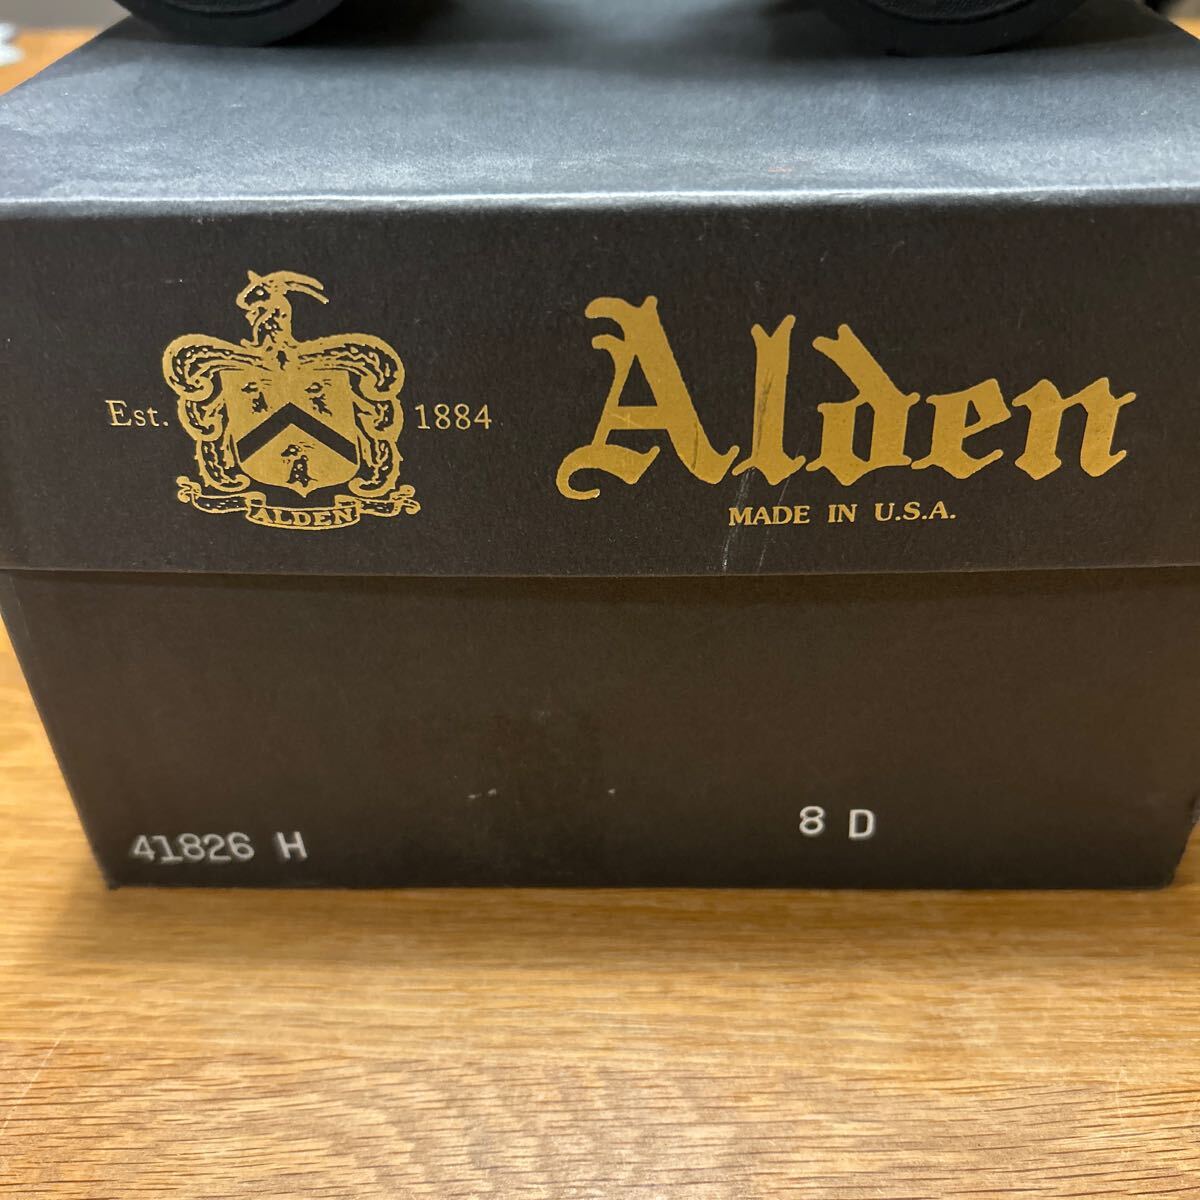 Est. 1884
ALDEN
Alden
MADE IN U.S.A.
41826 H
8 D